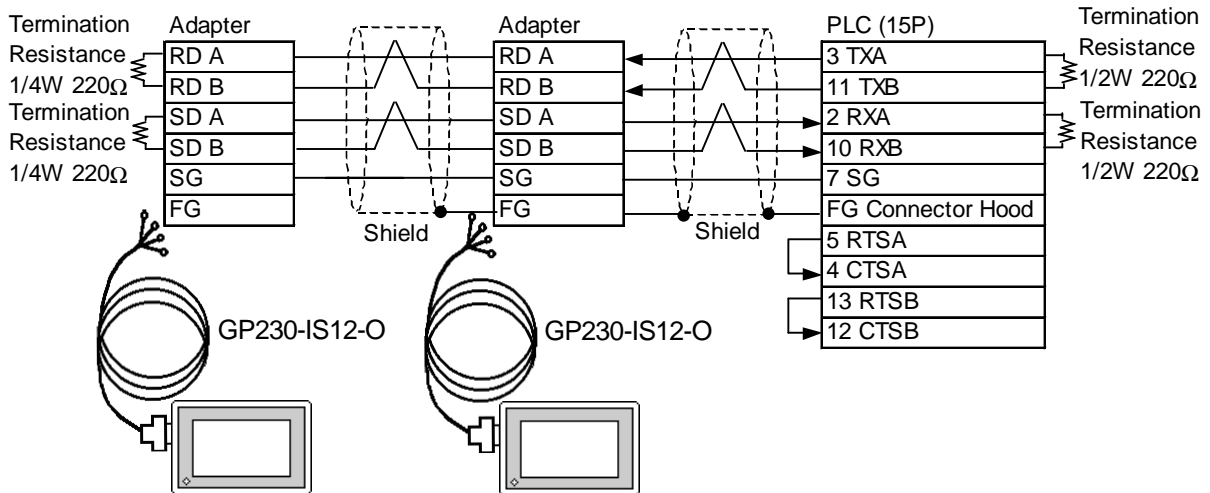 Termination
Resistance
1/4W 220Ω
Termination
Resistance
1/4W 220Ω
Adapter
RD A
RD B
SD A
SD B
SG
FG
Shield
Adapter
RD A
RD B
SD A
SD B
SG
FG
Shield
PLC (15P)
3 TXA
11 TXB
2 RXA
10 RXB
7 SG
FG Connector Hood
5 RTSA
4 CTSA
13 RTSB
12 CTSB
Termination
Resistance
1/2W 220Ω
Termination
Resistance
1/2W 220Ω
GP230-IS12-O
GP230-IS12-O